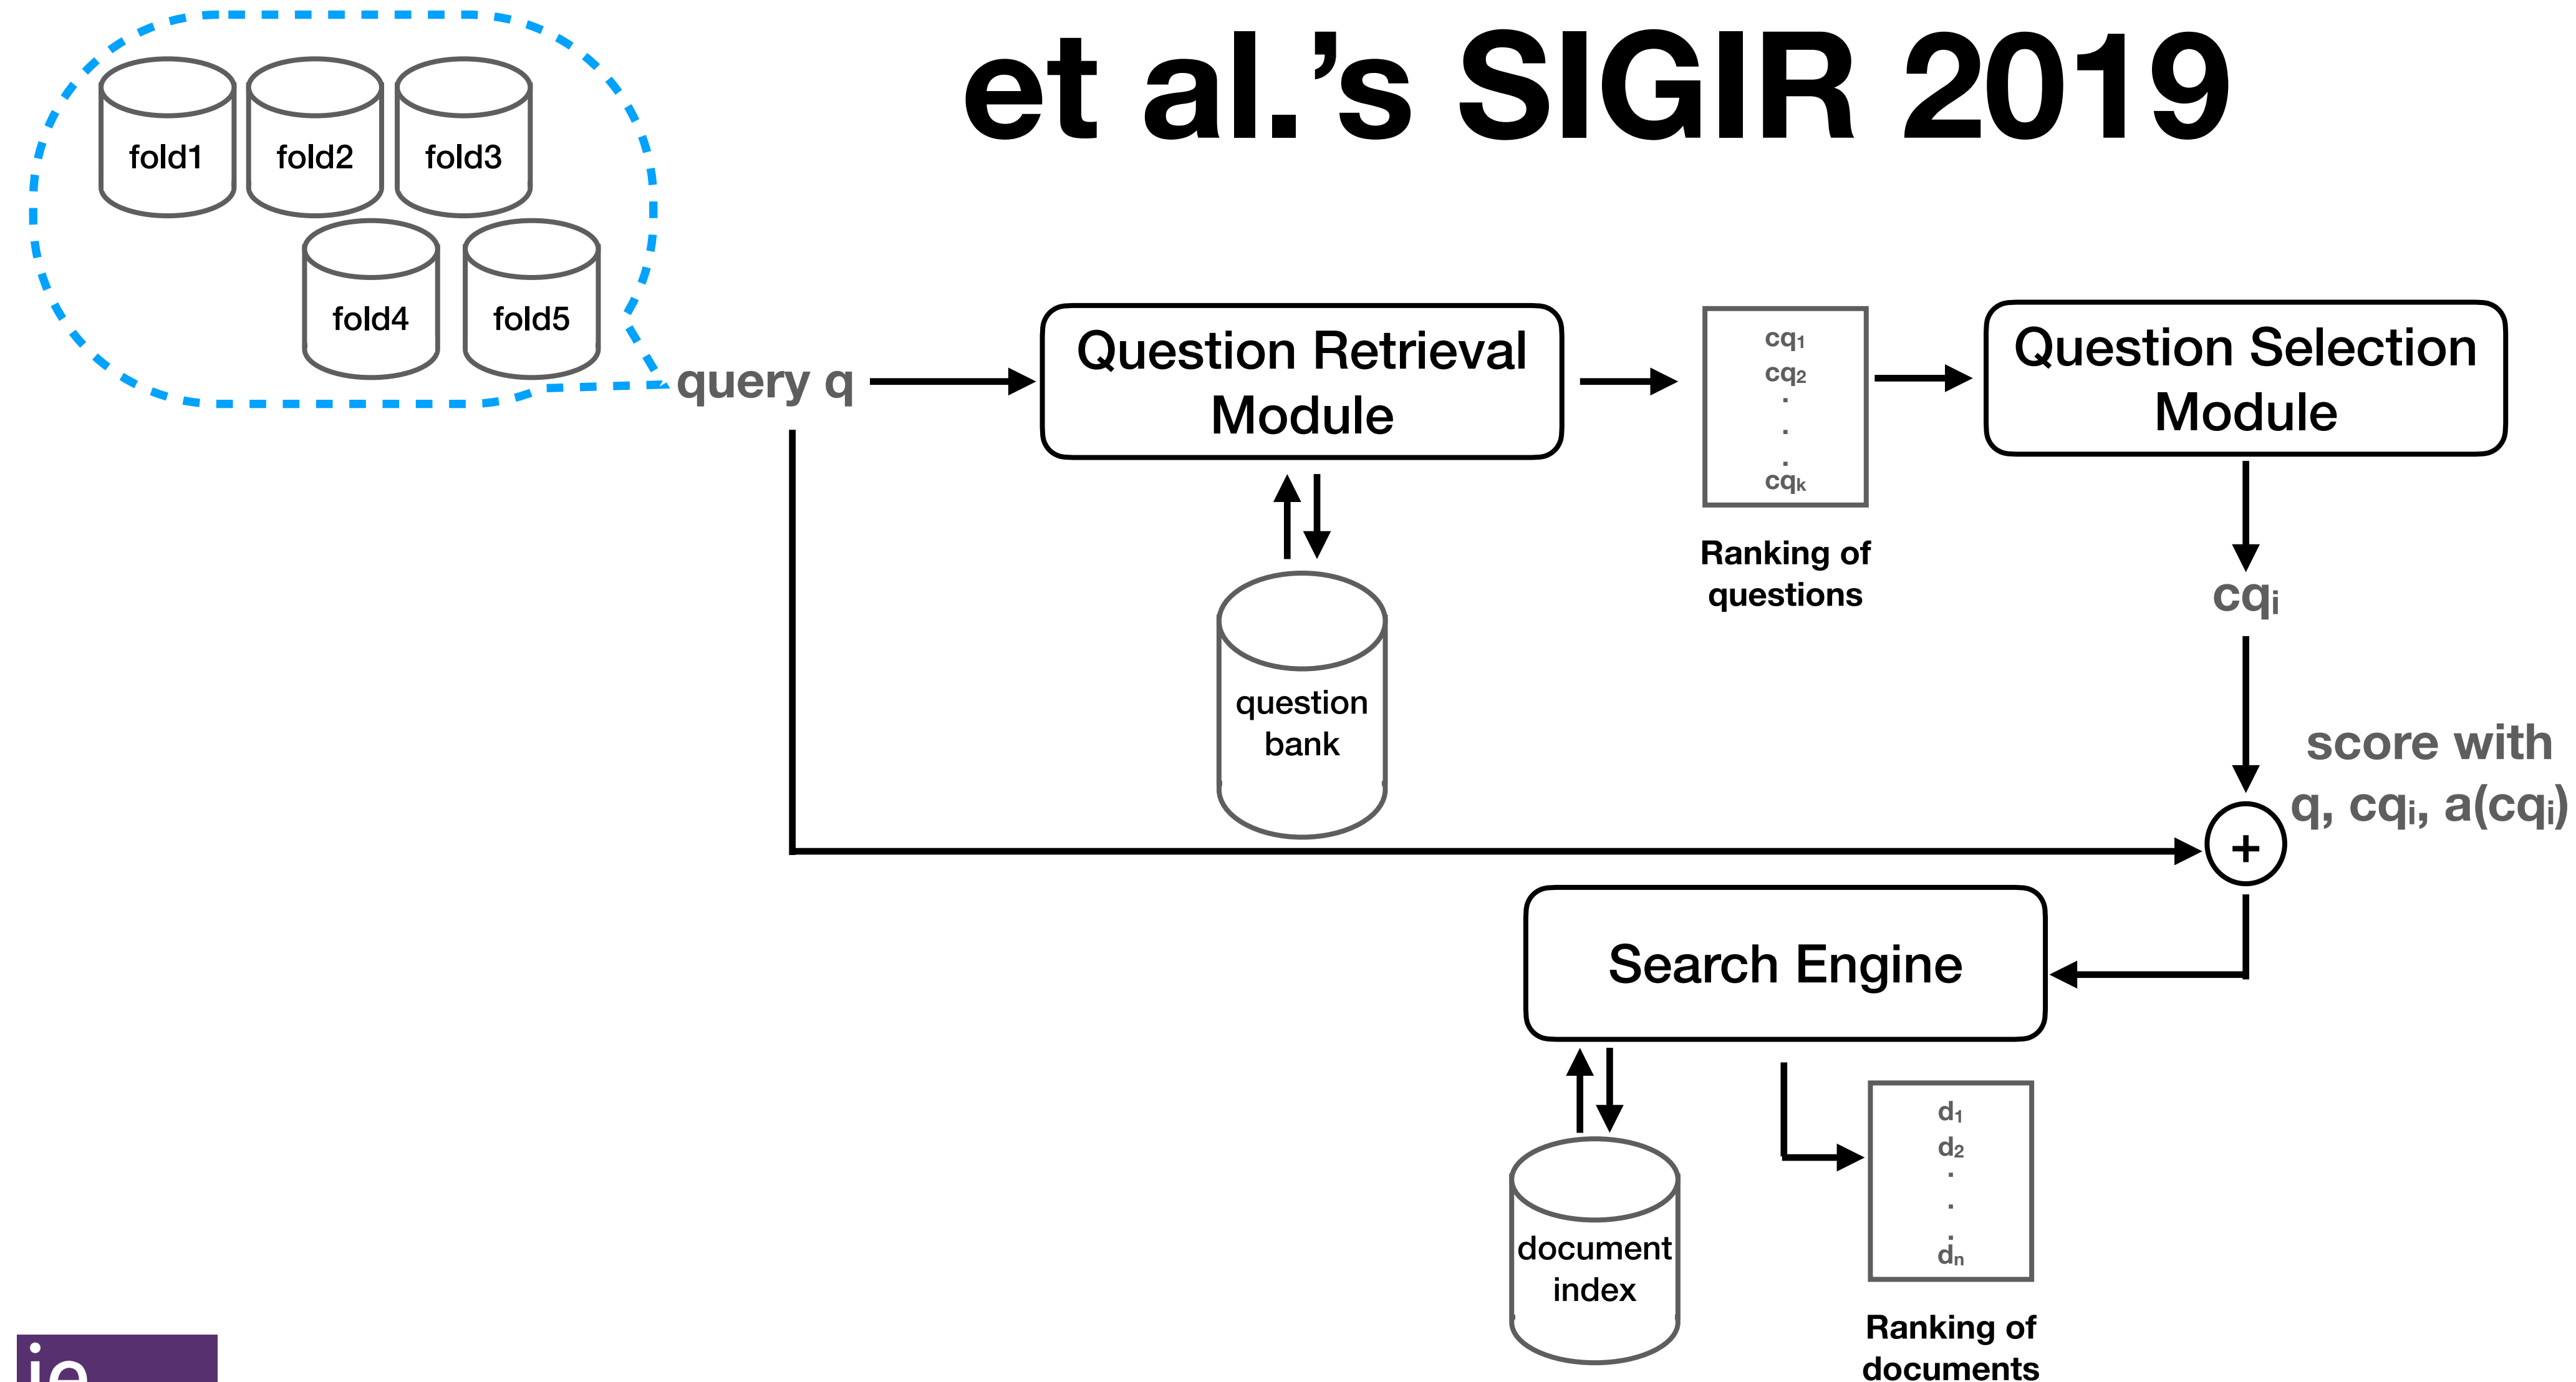 et al.’s SIGIR 2019
fold1
fold2
fold3
fold4
fold5
query q
Question Retrieval
Module
cq1
cq2
.
.
.
cqk
Ranking of
questions
Question Selection
Module
cqi
question
bank
score with
q, cqi, a(cqi)
+
Search Engine
document
index
d1
d2
.
.
.
dn
Ranking of
documents